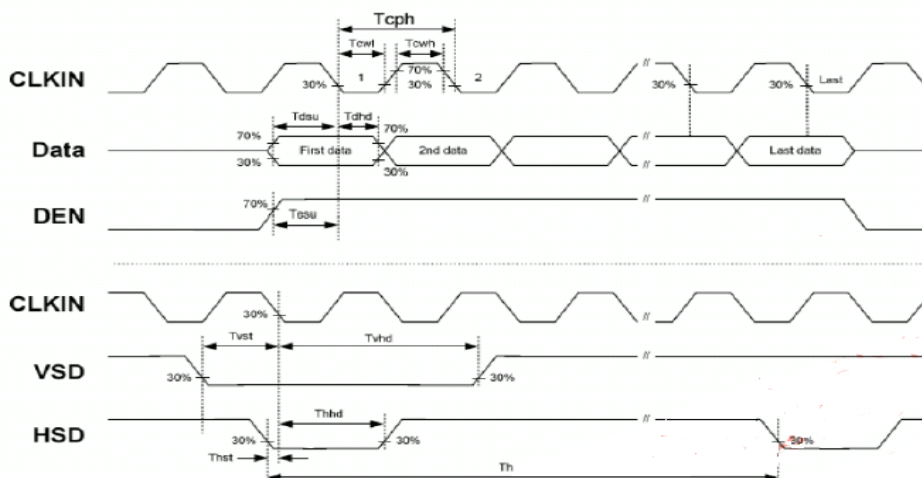 Tcph
Tcwl Tcwh
CLKIN 30% 1 70% 30% 2 30% 30% Last
Tdsu Tdhd
70% 70%
Data First data 2nd data Last data
30% 30%
DEN 70%
Tesu
CLKIN
30%
Tvst Tvhd
VSD 30% 30%
Thhd
HSD 30% 30% 30%
Thst
Th